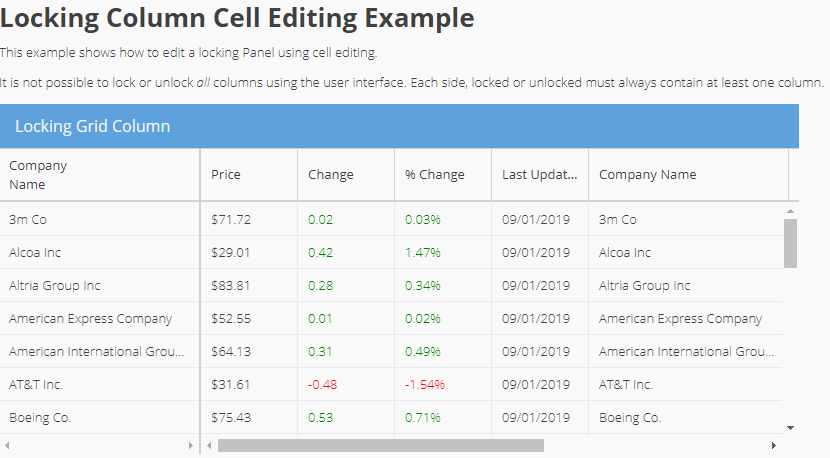 Locking Column Cell Editing Example
This example shows how to edit a locking Panel using cell editing.
It is not possible to lock or unlock all columns using the user interface. Each side, locked or unlocked must always contain at least one column.
Locking Grid Column
Company
Name
Price Change % Change Last Updat... Company Name
3m Co $71.72 0.02 0.03% 09/01/2019 3m Co
Alcoa Inc $29.01 0.42 1.47% 09/01/2019 Alcoa Inc
Altria Group Inc $83.81 0.28 0.34% 09/01/2019 Altria Group Inc
American Express Company $52.55 0.01 0.02% 09/01/2019 American Express Company
American International Grou... $64.13 0.31 0.49% 09/01/2019 American International Grou...
AT&T Inc. $31.61 -0.48 -1.54% 09/01/2019 AT&T Inc.
Boeing Co. $75.43 0.53 0.71% 09/01/2019 Boeing Co.